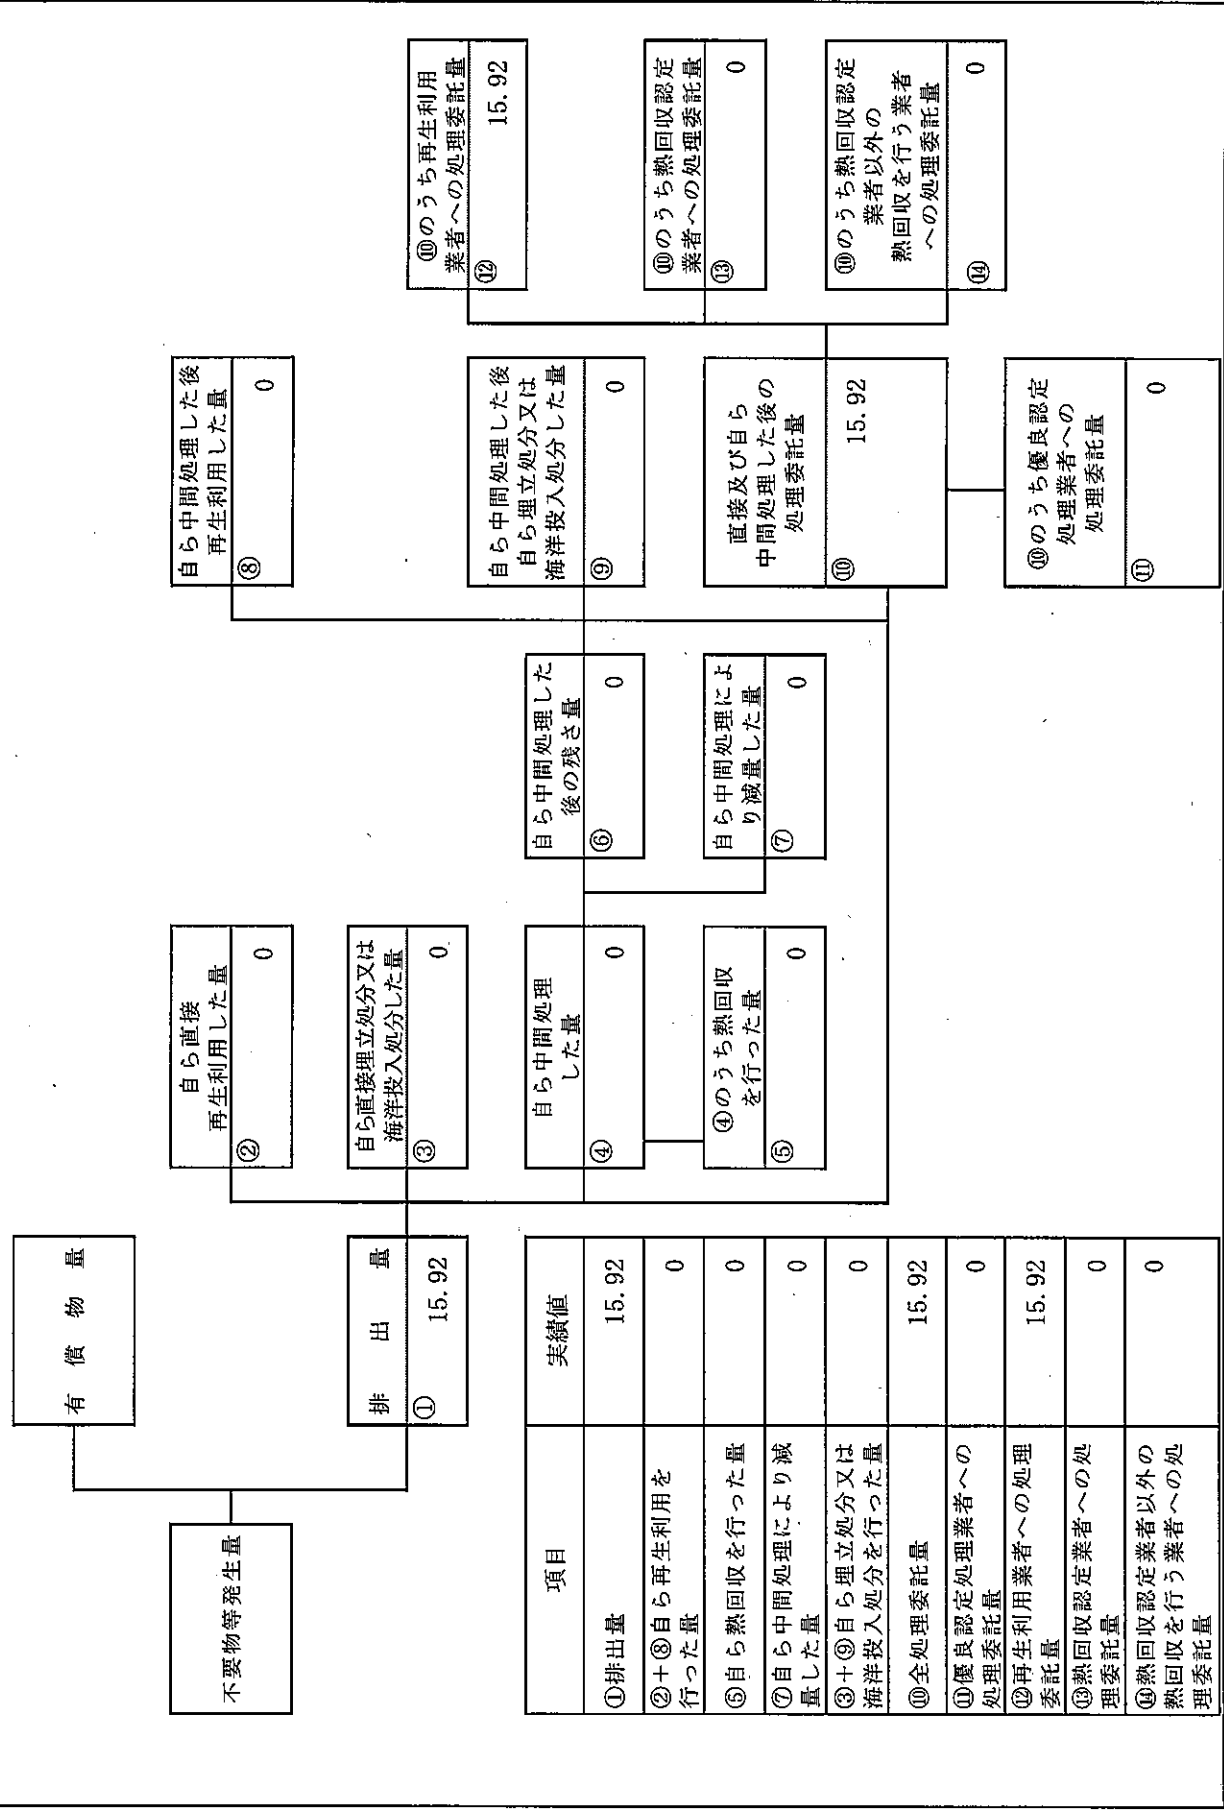 不要物等発生量
有償物量
排出量
①
15.92
自ら直接
再生利用した量
②
0
自ら直接埋立処分又は
海洋投入処分した量
③
0
自ら中間処理
した量
④
0
④のうち熱回収
を行った量
⑤
0
自ら中間処理した
後の残さ量
⑥
0
自ら中間処理によ
り減量した量
⑦
0
自ら中間処理した後
再生利用した量
⑧
0
自ら中間処理した後
自ら埋立処分又は
海洋投入処分した量
⑨
0
直接及び自ら
中間処理した後の
処理委託量
⑩
15.92
⑩のうち優良認定
処理業者への
処理委託量
⑪
0
⑩のうち再生利用
業者への処理委託量
⑫
15.92
⑩のうち熱回収認定
業者への処理委託量
⑬
0
⑩のうち熱回収認定
業者以外の
熱回収を行う業者
への処理委託量
⑭
0
項目
実績値
①排出量
15.92
②+⑧自ら再生利用を
行った量
0
⑤自ら熱回収を行った量
0
⑦自ら中間処理により減
量した量
0
③+⑨自ら埋立処分又は
海洋投入処分を行った量
0
⑩全処理委託量
15.92
⑪優良認定処理業者への
処理委託量
0
⑫再生利用業者への処理
委託量
15.92
⑬熱回収認定業者への処
理委託量
0
⑭熱回収認定業者以外の
熱回収を行う業者への処
理委託量
0